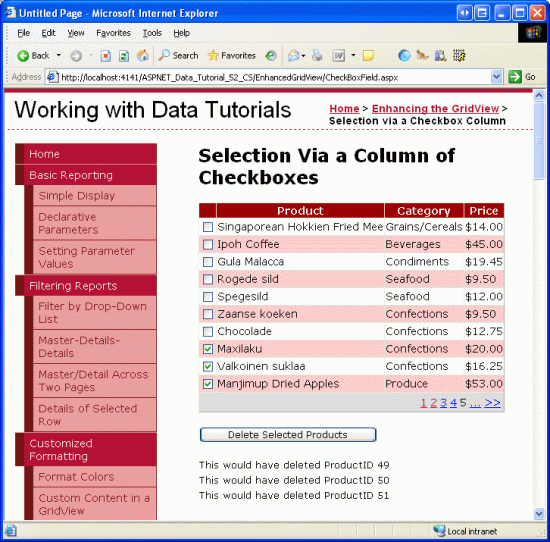 Untitled Page - Microsoft Internet Explorer
File Edit View Favorites Tools Help
Back Search Favorites
Address http://localhost:4141/ASPNET_Data_Tutorial_52_CS/EnhancedGridView/CheckBoxField.aspx Go
Working with Data Tutorials
Home > Enhancing the GridView >
Selection via a Checkbox Column
Home
Basic Reporting
Simple Display
Declarative
Parameters
Setting Parameter
Values
Filtering Reports
Filter by Drop-Down
List
Master-Details-
Details
Master/Detail Across
Two Pages
Details of Selected
Row
Customized
Formatting
Format Colors
Custom Content in a
GridView
Selection Via a Column of
Checkboxes
Product Category Price
Singaporean Hokkien Fried Mee Grains/Cereals $14.00
Ipoh Coffee Beverages $45.00
Gula Malacca Condiments $19.45
Rogede sild Seafood $9.50
Spegesild Seafood $12.00
Zaanse koeken Confections $9.50
Chocolade Confections $12.75
Maxilaku Confections $20.00
Valkoinen suklaa Confections $16.25
Manjimup Dried Apples Produce $53.00
1 2 3 4 5 ... >>
Delete Selected Products
This would have deleted ProductID 49
This would have deleted ProductID 50
This would have deleted ProductID 51
Local intranet